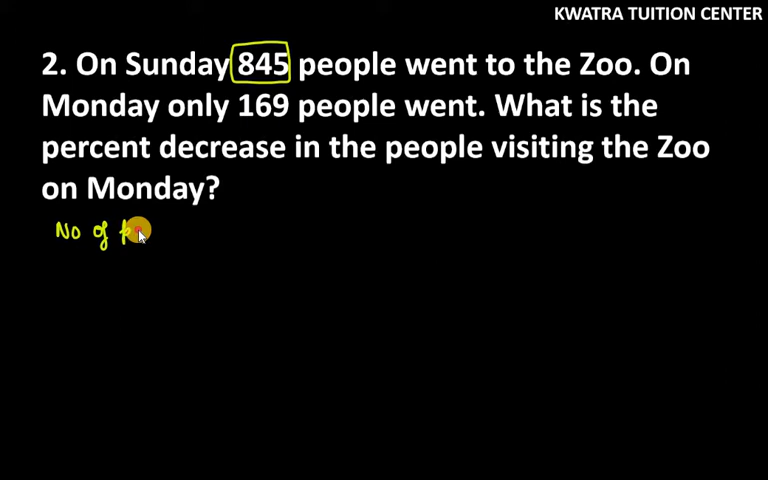 KWATRA TUITION CENTER
2. On Sunday 845 people went to the Zoo. On
Monday only 169 people went. What is the
percent decrease in the people visiting the Zoo
on Monday?
No of p